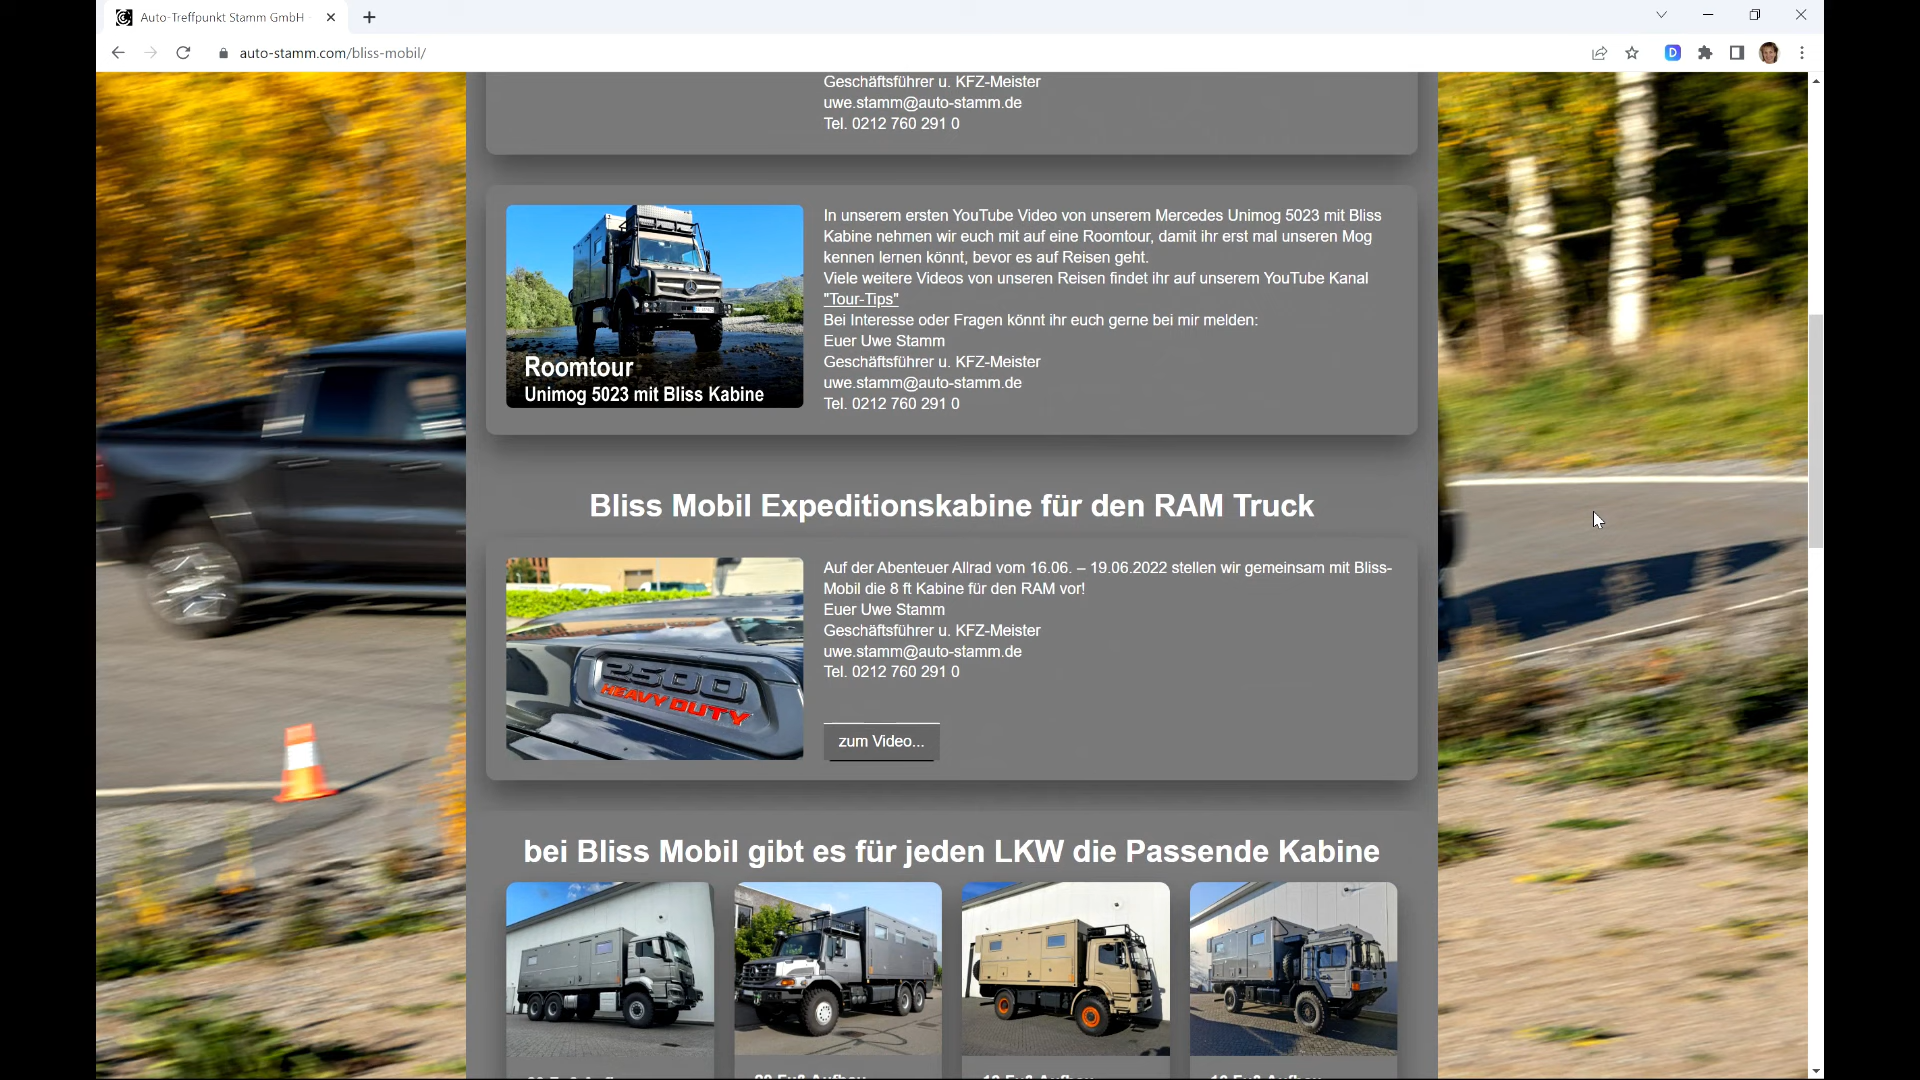 Auto-Treffpunkt Stamm GmbH
auto-stamm.com/bliss-mobil/
Geschäftsführer u. KFZ-Meister
uwe.stamm@auto-stamm.de
Tel. 0212 760 291 0
Roomtour
Unimog 5023 mit Bliss Kabine
In unserem ersten YouTube Video von unserem Mercedes Unimog 5023 mit Bliss
Kabine nehmen wir euch mit auf eine Roomtour, damit ihr erst mal unseren Mog
kennen lernen könnt, bevor es auf Reisen geht.
Viele weitere Videos von unseren Reisen findet ihr auf unserem YouTube Kanal
"Tour-Tips"
Bei Interesse oder Fragen könnt ihr euch gerne bei mir melden:
Euer Uwe Stamm
Geschäftsführer u. KFZ-Meister
uwe.stamm@auto-stamm.de
Tel. 0212 760 291 0
Bliss Mobil Expeditionskabine für den RAM Truck
2500
HEAVY DUTY
Auf der Abenteuer Allrad vom 16.06. – 19.06.2022 stellen wir gemeinsam mit Bliss-
Mobil die 8 ft Kabine für den RAM vor!
Euer Uwe Stamm
Geschäftsführer u. KFZ-Meister
uwe.stamm@auto-stamm.de
Tel. 0212 760 291 0
zum Video...
bei Bliss Mobil gibt es für jeden LKW die Passende Kabine